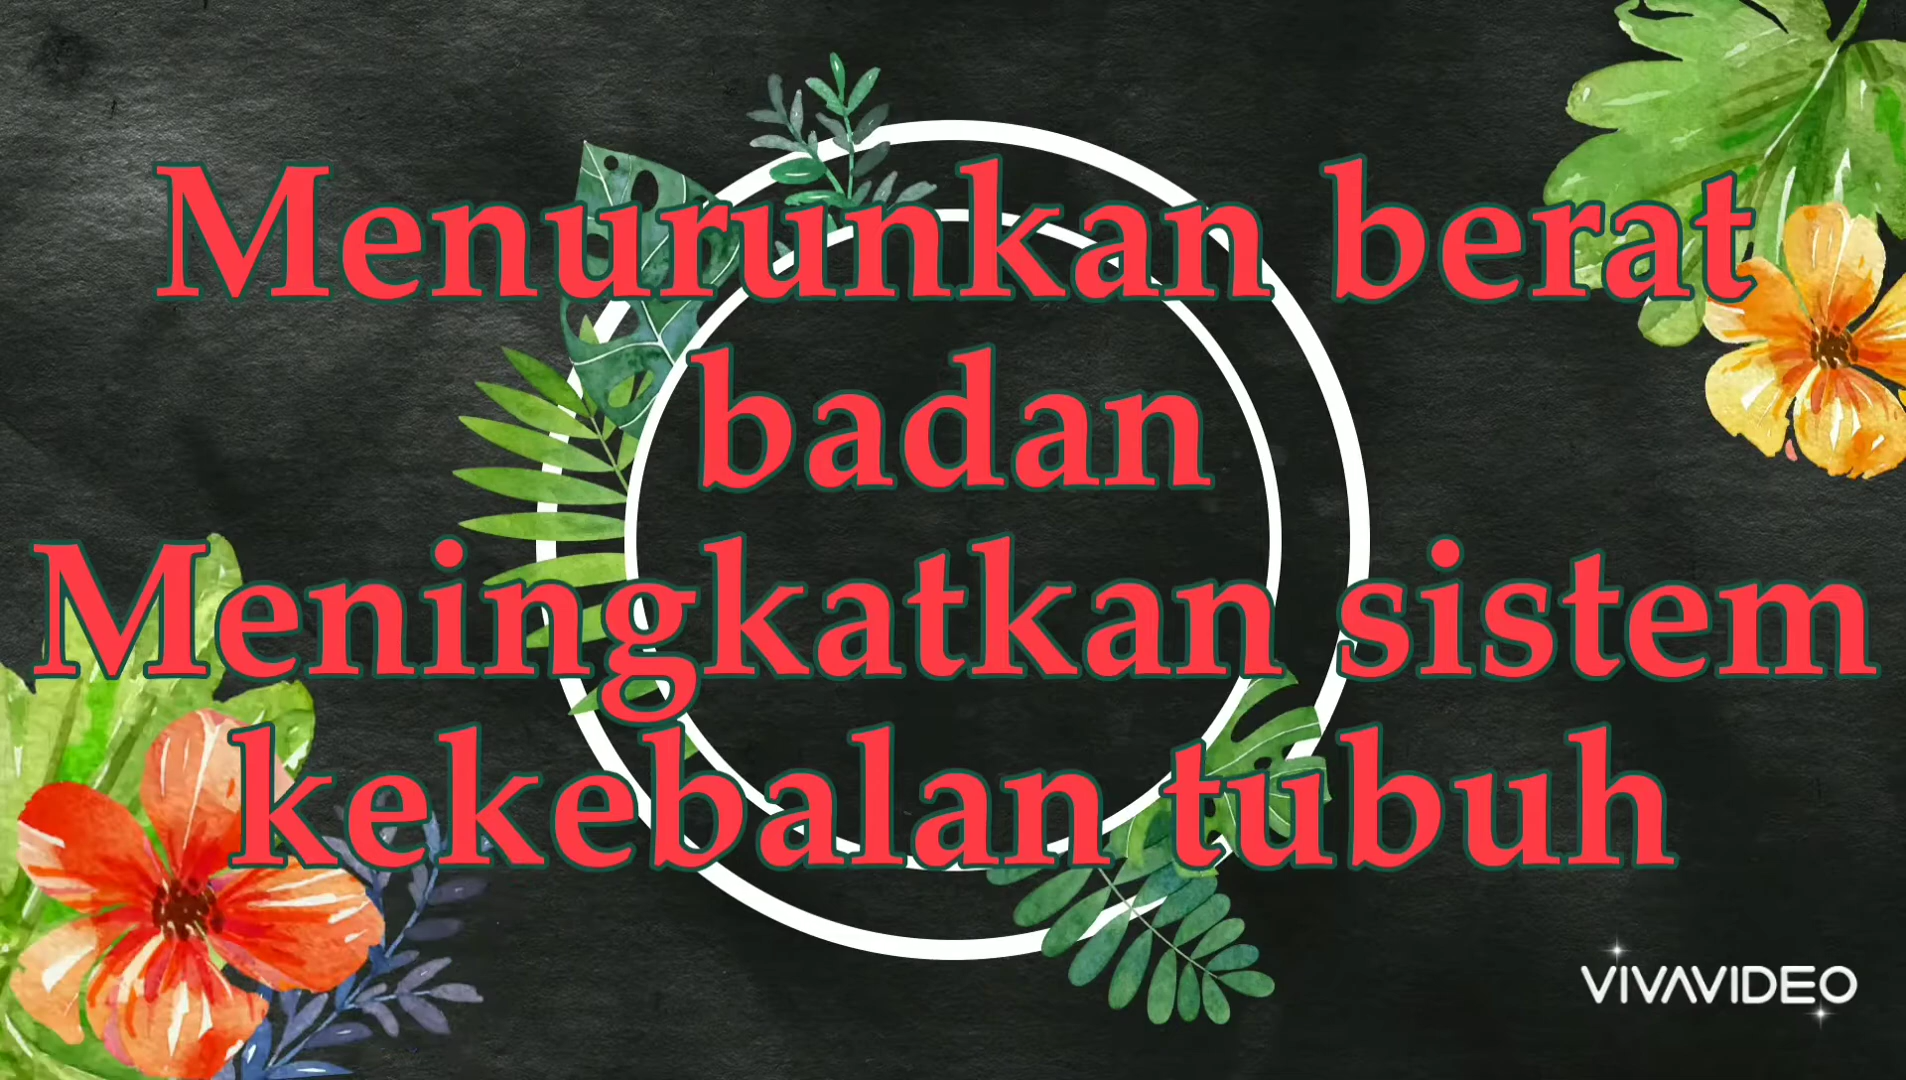 Menurunkan berat
badan
Meningkatkan sistem
kekebalan tubuh
VIVAVIDEO